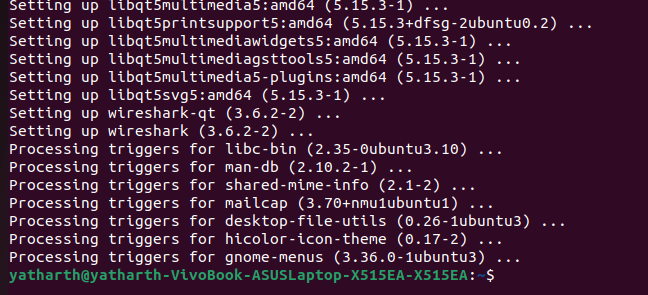 Setting up libqt5multimedia5:amd64 (5.15.3-1) ...
Setting up libqt5printsupport5:amd64 (5.15.3+dfsg-2ubuntu0.2) ...
Setting up libqt5multimediawidgets5:amd64 (5.15.3-1) ...
Setting up libqt5multimediagsttools5:amd64 (5.15.3-1) ...
Setting up libqt5multimedia5-plugins:amd64 (5.15.3-1) ...
Setting up libqt5svg5:amd64 (5.15.3-1) ...
Setting up wireshark-qt (3.6.2-2) ...
Setting up wireshark (3.6.2-2) ...
Processing triggers for libc-bin (2.35-0ubuntu3.10) ...
Processing triggers for man-db (2.10.2-1) ...
Processing triggers for shared-mime-info (2.1-2) ...
Processing triggers for mailcap (3.70+nmu1ubuntu1) ...
Processing triggers for desktop-file-utils (0.26-1ubuntu3) ...
Processing triggers for hicolor-icon-theme (0.17-2) ...
Processing triggers for gnome-menus (3.36.0-1ubuntu3) ...
yatharth@yatharth-VivoBook-ASUSLaptop-X515EA-X515EA:~$